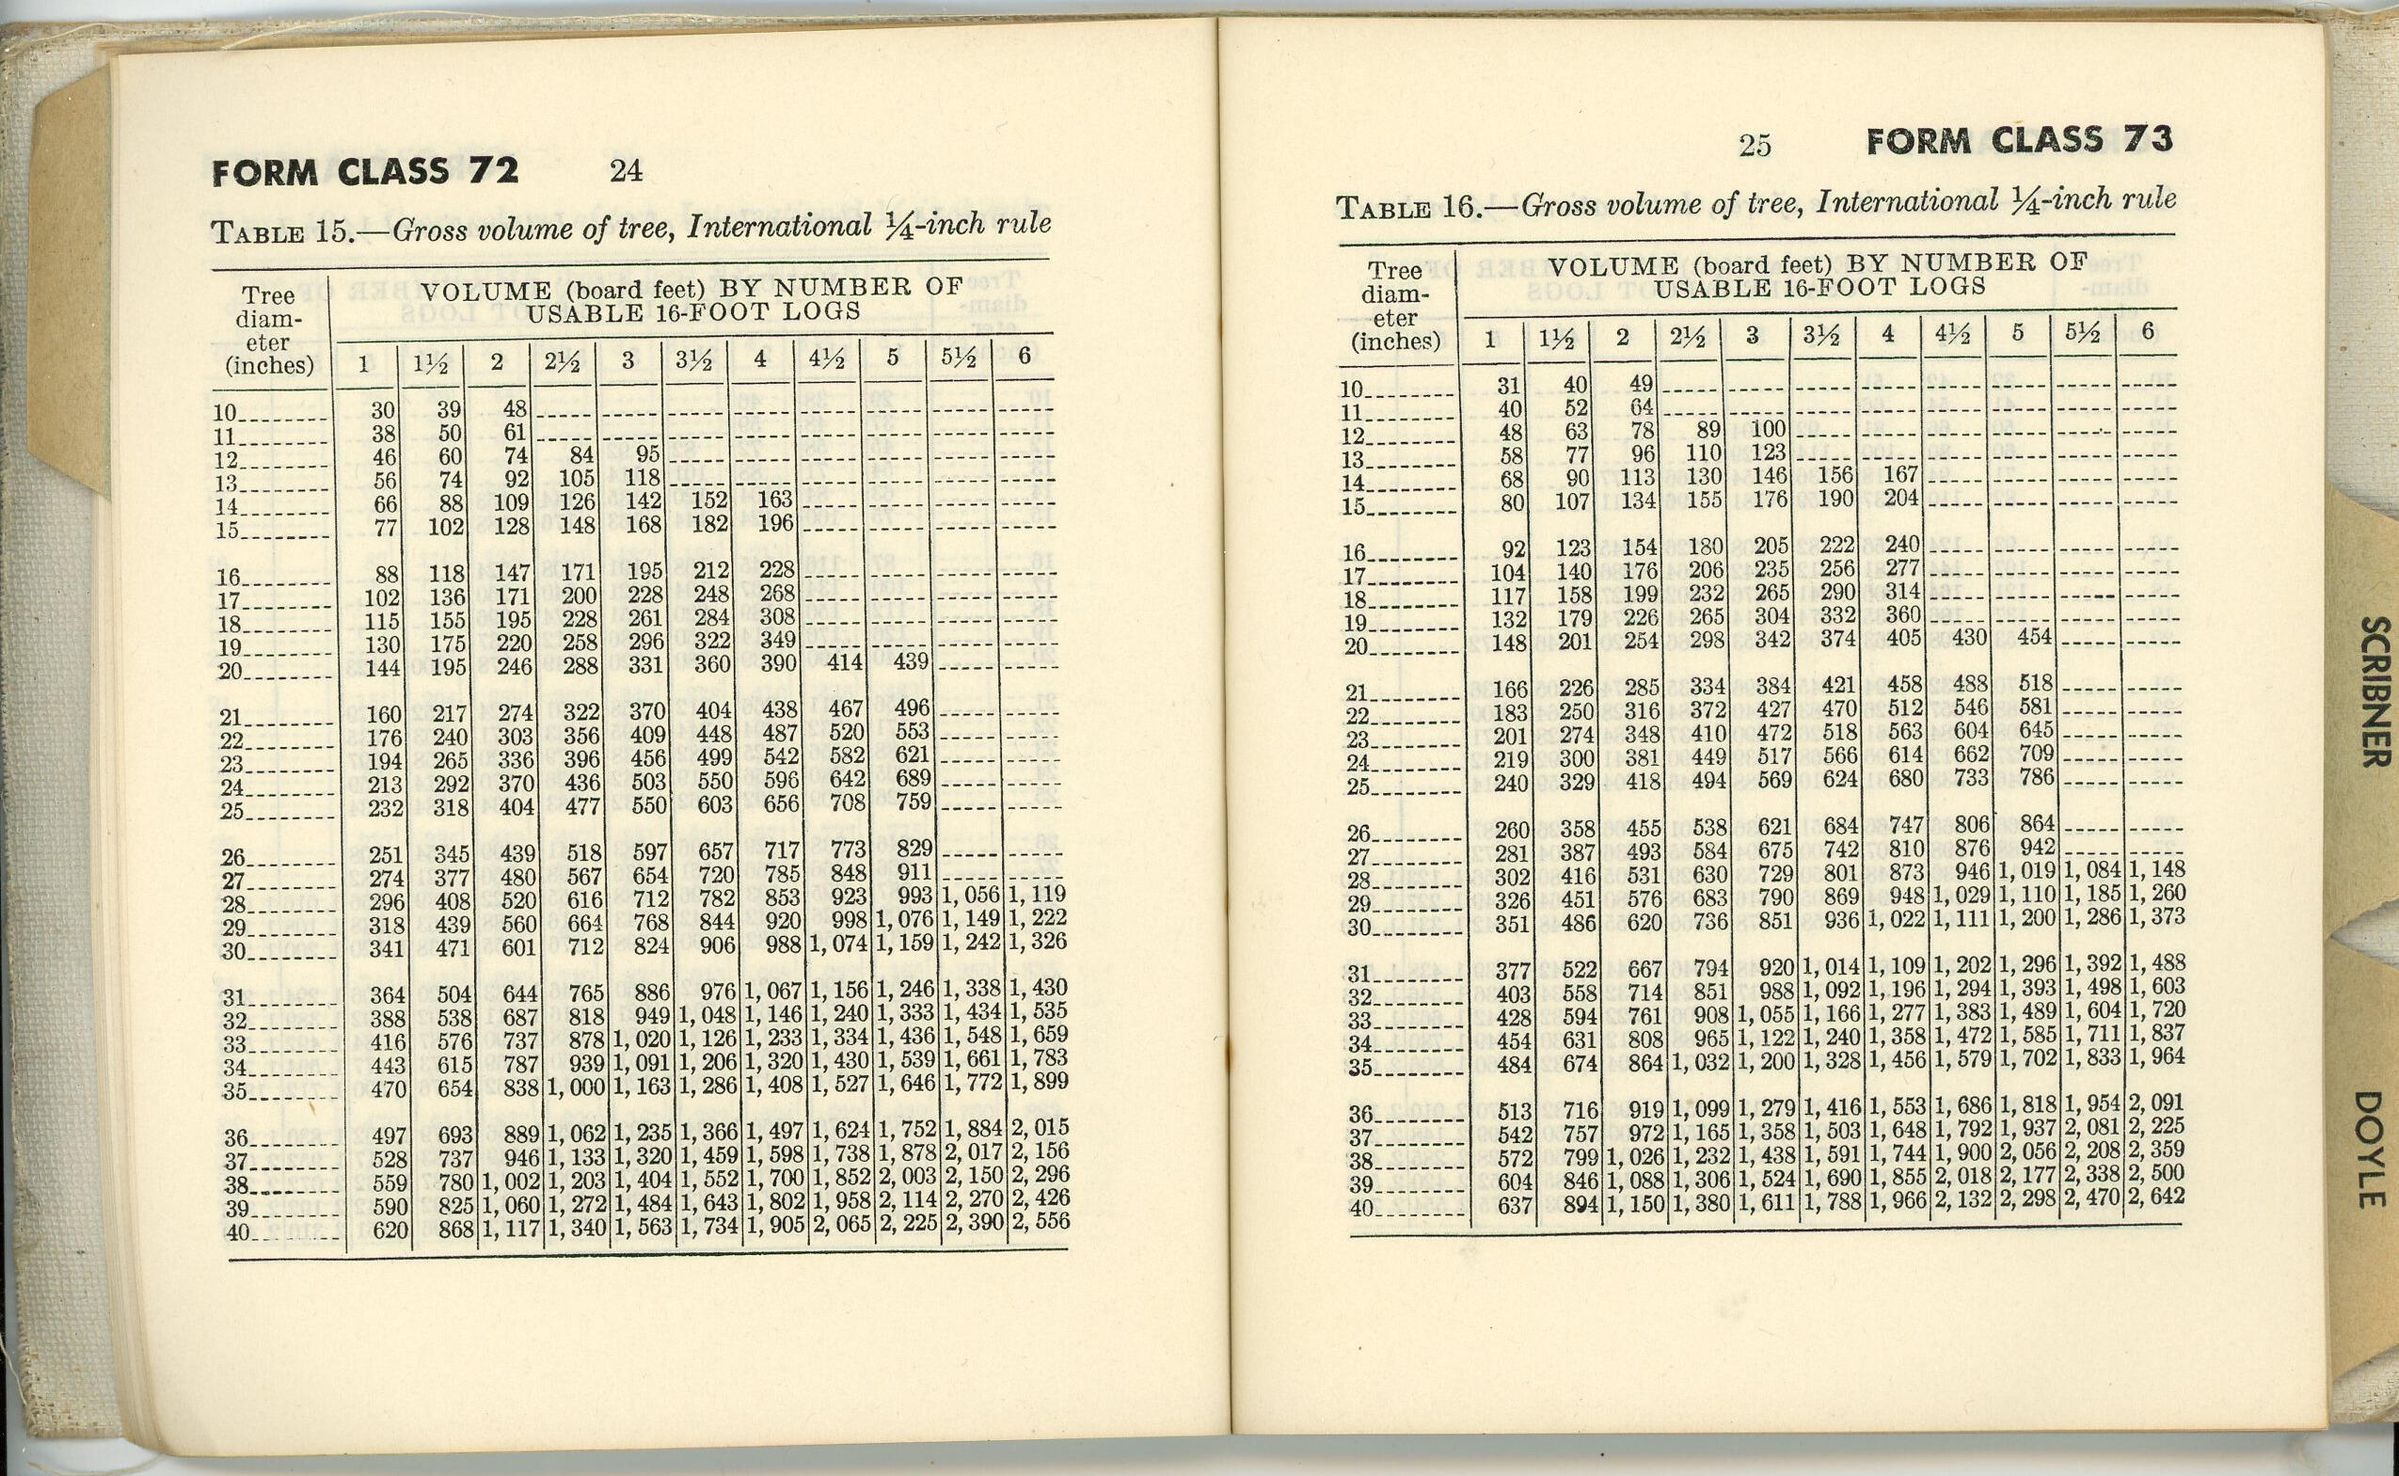 FORM CLASS 72 24
TABLE 15.—Gross volume of tree, International ¼-inch rule
Tree diam- eter (inches)
VOLUME (board feet) BY NUMBER OF
USABLE 16-FOOT LOGS
1 1½ 2 2½ 3 3½ 4 4½ 5 5½ 6
10 30 39 48
11 38 50 61
12 46 60 74 84 95
13 56 74 92 105 118
14 66 88 109 126 142 152 163
15 77 102 128 148 168 182 196
16 88 118 147 171 195 212 228
17 102 136 171 200 228 248 268
18 115 155 195 228 261 284 308
19 130 175 220 258 296 322 349
20 144 195 246 288 331 360 390 414 439
21 160 217 274 322 370 404 438 467 496
22 176 240 303 356 409 448 487 520 553
23 194 265 336 396 456 499 542 582 621
24 213 292 370 436 503 550 596 642 689
25 232 318 404 477 550 603 656 708 759
26 251 345 439 518 597 657 717 773 829
27 274 377 480 567 654 720 785 848 911
28 296 408 520 616 712 782 853 923 993 1,056 1,119
29 318 439 560 664 768 844 920 998 1,076 1,149 1,222
30 341 471 601 712 824 906 988 1,074 1,159 1,242 1,326
31 364 504 644 765 886 976 1,067 1,156 1,246 1,338 1,430
32 388 538 687 818 949 1,048 1,146 1,240 1,333 1,434 1,535
33 416 576 737 878 1,020 1,126 1,233 1,334 1,436 1,548 1,659
34 443 615 787 939 1,091 1,206 1,320 1,430 1,539 1,661 1,783
35 470 654 838 1,000 1,163 1,286 1,408 1,527 1,646 1,772 1,899
36 497 693 889 1,062 1,235 1,366 1,497 1,624 1,752 1,884 2,015
37 528 737 946 1,133 1,320 1,459 1,598 1,738 1,878 2,017 2,156
38 559 780 1,002 1,203 1,404 1,552 1,700 1,852 2,003 2,150 2,296
39 590 825 1,060 1,272 1,484 1,643 1,802 1,958 2,114 2,270 2,426
40 620 868 1,117 1,340 1,563 1,734 1,905 2,065 2,225 2,390 2,556
25 FORM CLASS 73
TABLE 16.—Gross volume of tree, International ¼-inch rule
Tree diam- eter (inches)
VOLUME (board feet) BY NUMBER OF
USABLE 16-FOOT LOGS
1 1½ 2 2½ 3 3½ 4 4½ 5 5½ 6
10 31 40 49
11 40 52 64
12 48 63 78 89 100
13 58 77 96 110 123
14 68 90 113 130 146 156 167
15 80 107 134 155 176 190 204
16 92 123 154 180 205 222 240
17 104 140 176 206 235 256 277
18 117 158 199 232 265 290 314
19 132 179 226 265 304 332 360
20 148 201 254 298 342 374 405 430 454
21 166 226 285 334 384 421 458 488 518
22 183 250 316 372 427 470 512 546 581
23 201 274 348 410 472 518 563 604 645
24 219 300 381 449 517 566 614 662 709
25 240 329 418 494 569 624 680 733 786
26 260 358 455 538 621 684 747 806 864
27 281 387 493 584 675 742 810 876 942
28 302 416 531 630 729 801 873 946 1,019 1,084 1,148
29 326 451 576 683 790 869 948 1,029 1,110 1,185 1,260
30 351 486 620 736 851 936 1,022 1,111 1,200 1,286 1,373
31 377 522 667 794 920 1,014 1,109 1,202 1,296 1,392 1,488
32 403 558 714 851 988 1,092 1,196 1,294 1,393 1,498 1,603
33 428 594 761 908 1,055 1,166 1,277 1,383 1,489 1,604 1,720
34 454 631 808 965 1,122 1,240 1,358 1,472 1,585 1,711 1,837
35 484 674 864 1,032 1,200 1,328 1,456 1,579 1,702 1,833 1,964
36 513 716 919 1,099 1,279 1,416 1,553 1,686 1,818 1,954 2,091
37 542 757 972 1,165 1,358 1,503 1,648 1,792 1,937 2,081 2,225
38 572 799 1,026 1,232 1,438 1,591 1,744 1,900 2,056 2,208 2,359
39 604 846 1,088 1,306 1,524 1,690 1,855 2,018 2,177 2,338 2,500
40 637 894 1,150 1,380 1,611 1,788 1,966 2,132 2,298 2,470 2,642
SCRIBNER
DOYLE